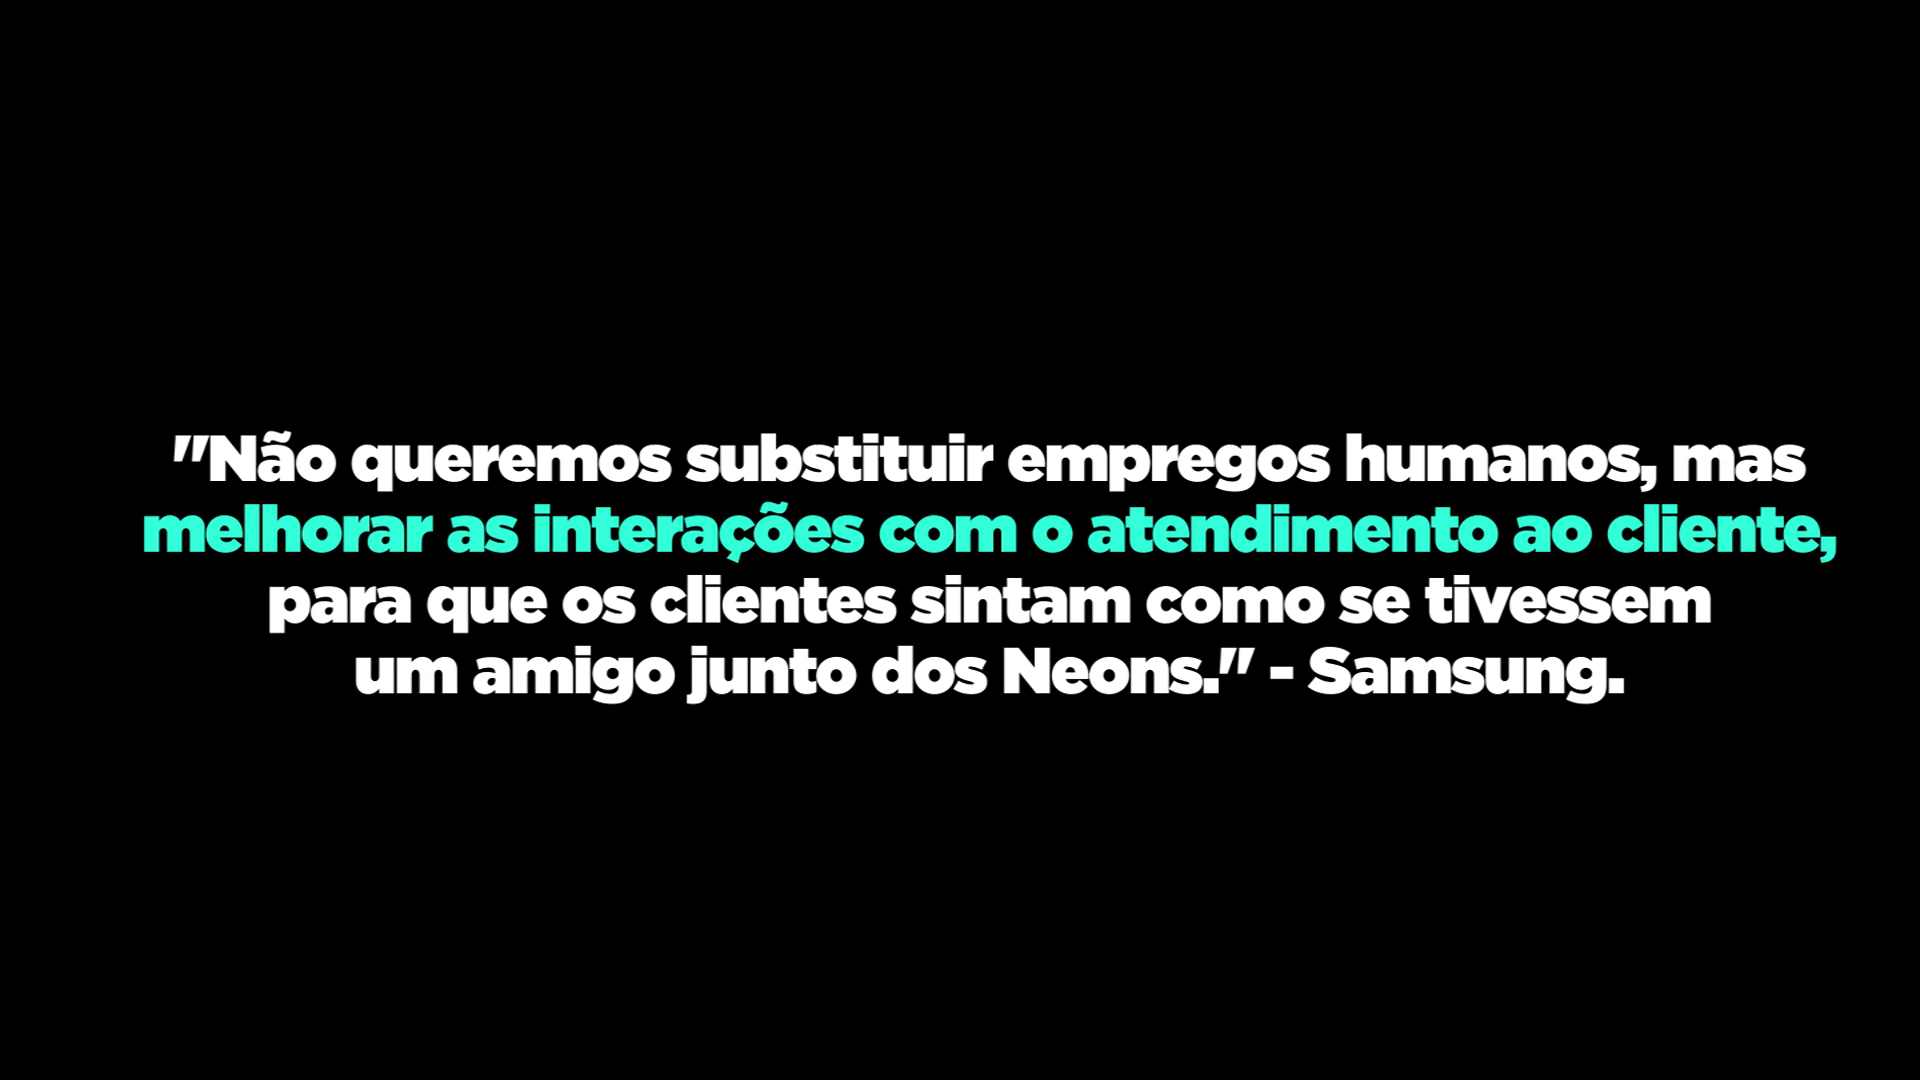 "Não queremos substituir empregos humanos, mas
melhorar as interações com o atendimento ao cliente,
para que os clientes sintam como se tivessem
um amigo junto dos Neons." - Samsung.